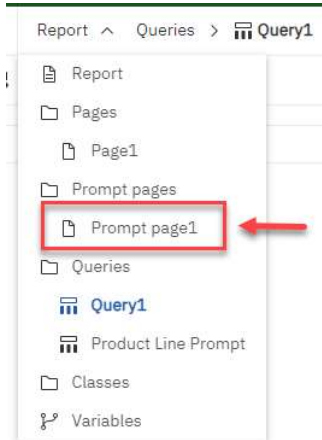 Report Queries > Query1
Report
Pages
Page1
Prompt pages
Prompt page1
Queries
Query1
Product Line Prompt
Classes
Variables